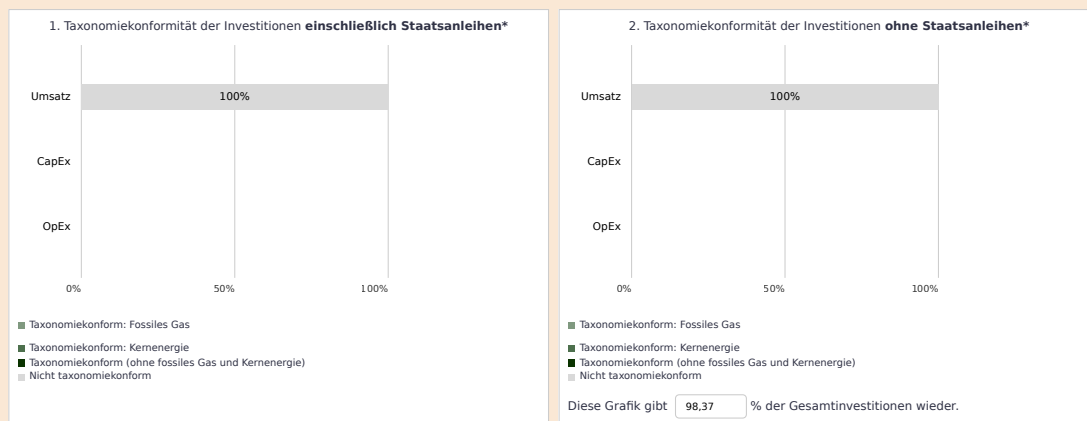 1. Taxonomiekonformität der Investitionen einschließlich Staatsanleihen*
Umsatz
100%
CapEx
OpEx
0%
50%
100%
Taxonomiekonform: Fossiles Gas
Taxonomiekonform: Kernenergie
Taxonomiekonform (ohne fossiles Gas und Kernenergie)
Nicht taxonomiekonform
2. Taxonomiekonformität der Investitionen ohne Staatsanleihen*
Umsatz
100%
CapEx
OpEx
0%
50%
100%
Taxonomiekonform: Fossiles Gas
Taxonomiekonform: Kernenergie
Taxonomiekonform (ohne fossiles Gas und Kernenergie)
Nicht taxonomiekonform
Diese Grafik gibt 98,37 % der Gesamtinvestitionen wieder.